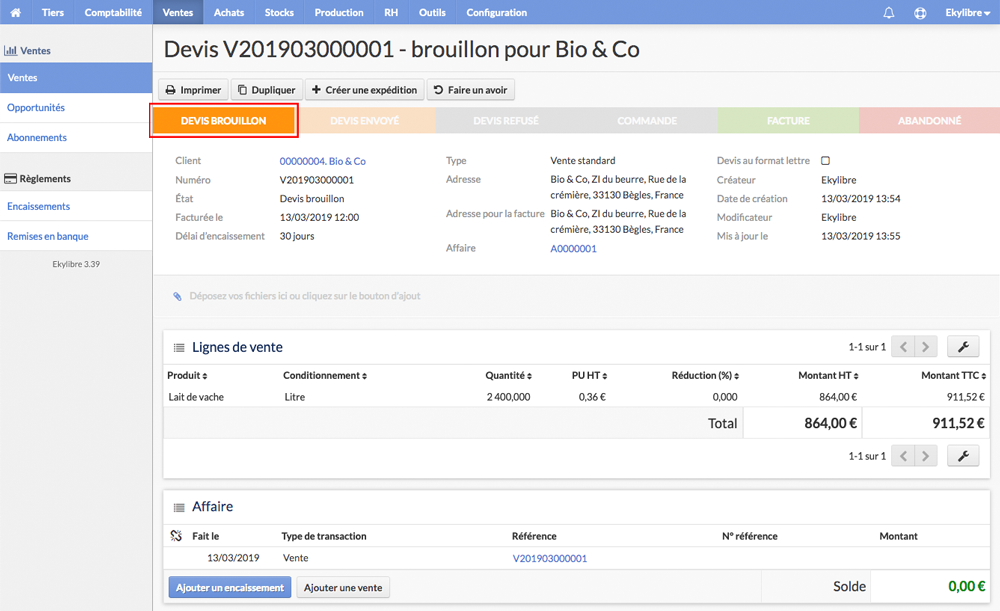 Tiers Comptabilité Ventes Achats Stocks Production RH Outils Configuration Ekylibre
Ventes
Ventes
Opportunités
Abonnements
Règlements
Encaissements
Remises en banque
Ekylibre 3.39
Devis V201903000001 - brouillon pour Bio & Co
Imprimer Dupliquer Créer une expédition Faire un avoir
DEVIS BROUILLON DEVIS ENVOYÉ DEVIS REFUSÉ COMMANDE FACTURE ABANDONNÉ
Client 00000004. Bio & Co
Numéro V201903000001
État Devis brouillon
Facturée le 13/03/2019 12:00
Délai d'encaissement 30 jours
Type Vente standard
Adresse Bio & Co, ZI du beurre, Rue de la
crémière, 33130 Bègles, France
Adresse pour la facture Bio & Co, ZI du beurre, Rue de la
crémière, 33130 Bègles, France
Affaire A0000001
Devis au format lettre
Créateur Ekylibre
Date de création 13/03/2019 13:54
Modificateur Ekylibre
Mis à jour le 13/03/2019 13:55
Déposez vos fichiers ici ou cliquez sur le bouton d'ajout
Lignes de vente 1-1 sur 1
Produit Conditionnement Quantité PU HT Réduction (%) Montant HT Montant TTC
Lait de vache Litre 2 400,000 0,36 € 0,000 864,00 € 911,52 €
Total 864,00 € 911,52 €
1-1 sur 1
Affaire
Fait le Type de transaction Référence N° référence Montant
13/03/2019 Vente V201903000001
Ajouter un encaissement Ajouter une vente Solde 0,00 €